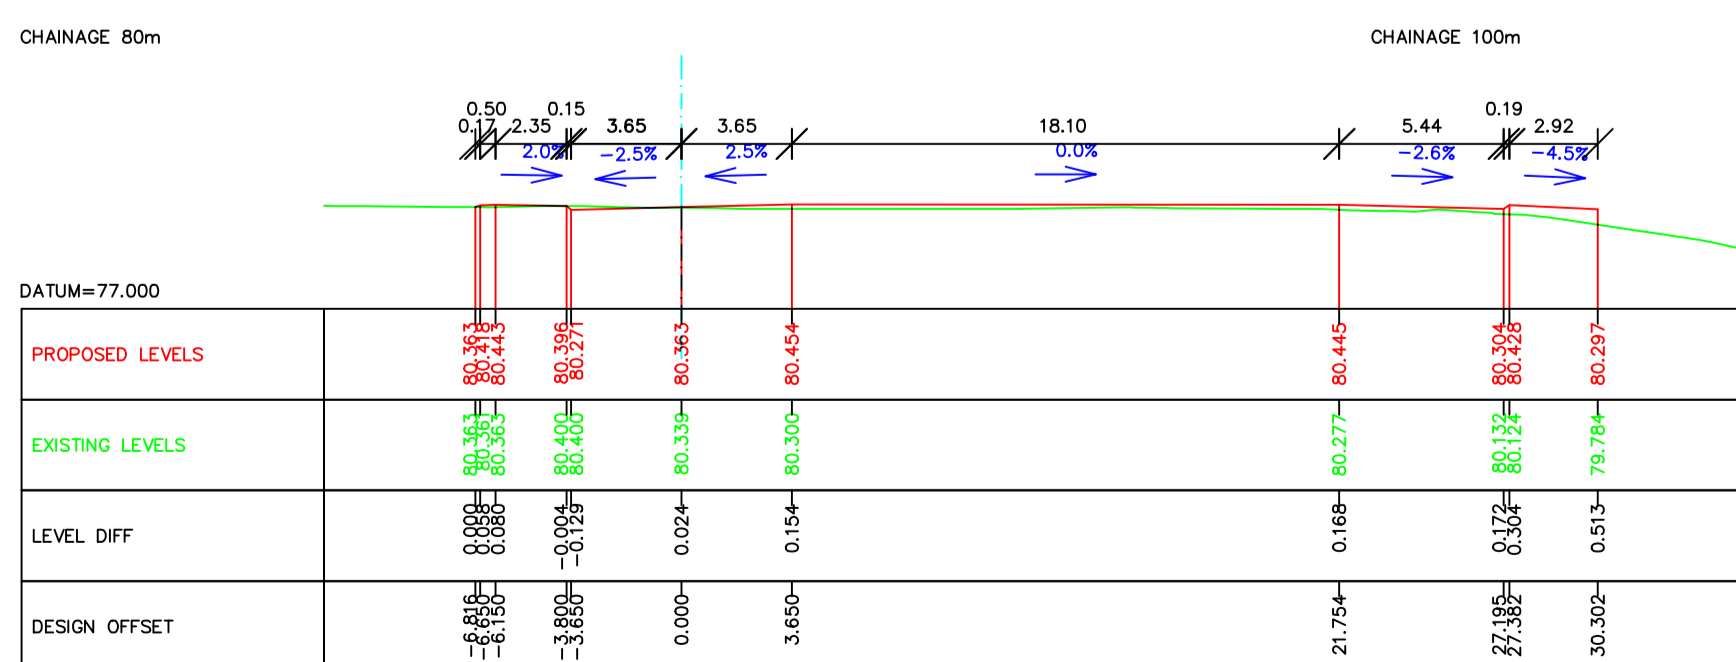 CHAINAGE 80m
CHAINAGE 100m
0.50 0.15 0.19
0.17 2.35 3.65 3.65 18.10 5.44 2.92
2.0% -2.5% 2.5% 0.0% -2.6% -4.5%
DATUM=77.000
PROPOSED LEVELS 80.363 80.418 80.443 80.396 80.271 80.363 80.454 80.445 80.304 80.428 80.297
EXISTING LEVELS 80.363 80.361 80.363 80.400 80.400 80.339 80.300 80.277 80.132 80.124 79.784
LEVEL DIFF 0.000 0.058 0.080 -0.004 -0.129 0.024 0.154 0.168 0.172 0.304 0.513
DESIGN OFFSET -6.816 -6.650 -6.150 -3.800 -3.650 0.000 3.650 21.754 27.195 27.382 30.302